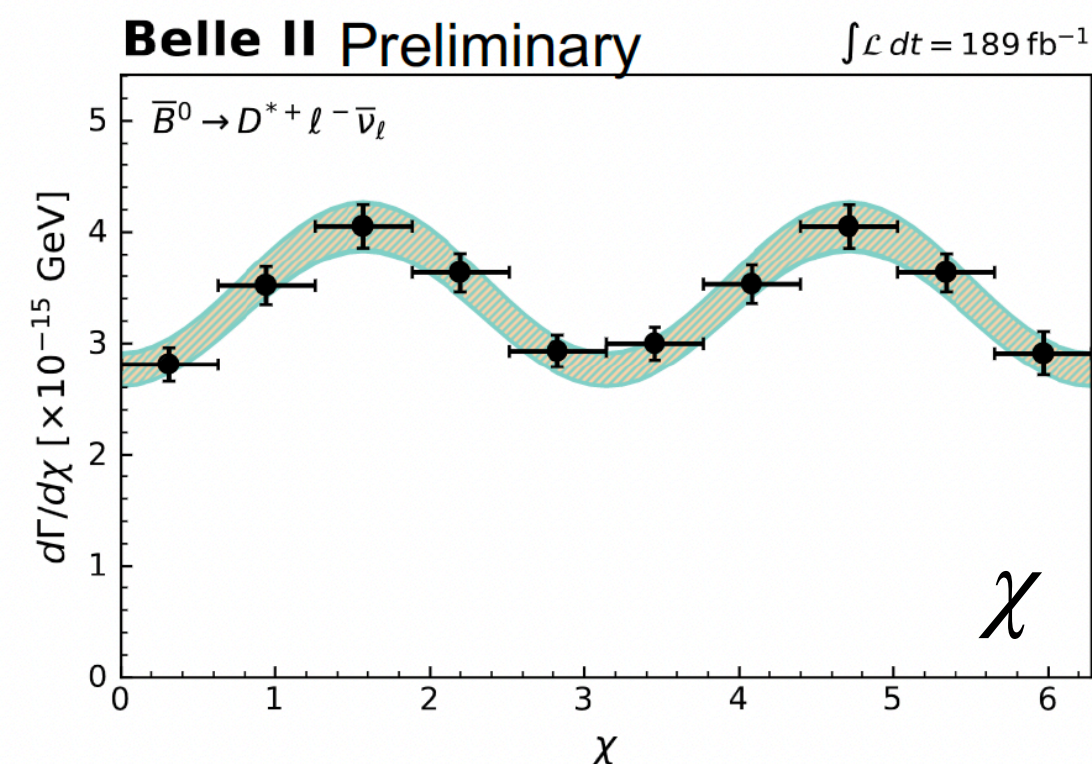 Belle II Preliminary ∫ℒ dt = 189 fb⁻¹
B̅⁰ → D*⁺ ℓ⁻ ν̅ℓ
dΓ/dχ [×10⁻¹⁵ GeV]
5
4
3
2
1
0
χ
0 1 2 3 4 5 6
χ